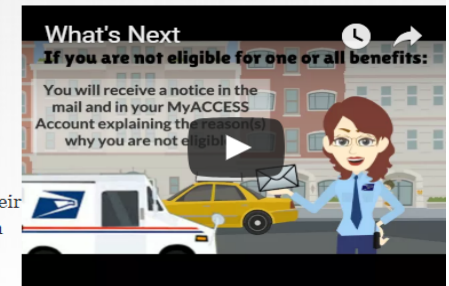 What's Next
If you are not eligible for one or all benefits:
You will receive a notice in the
mail and in your MyACCESS
Account explaining the reason(s)
why you are not
eir